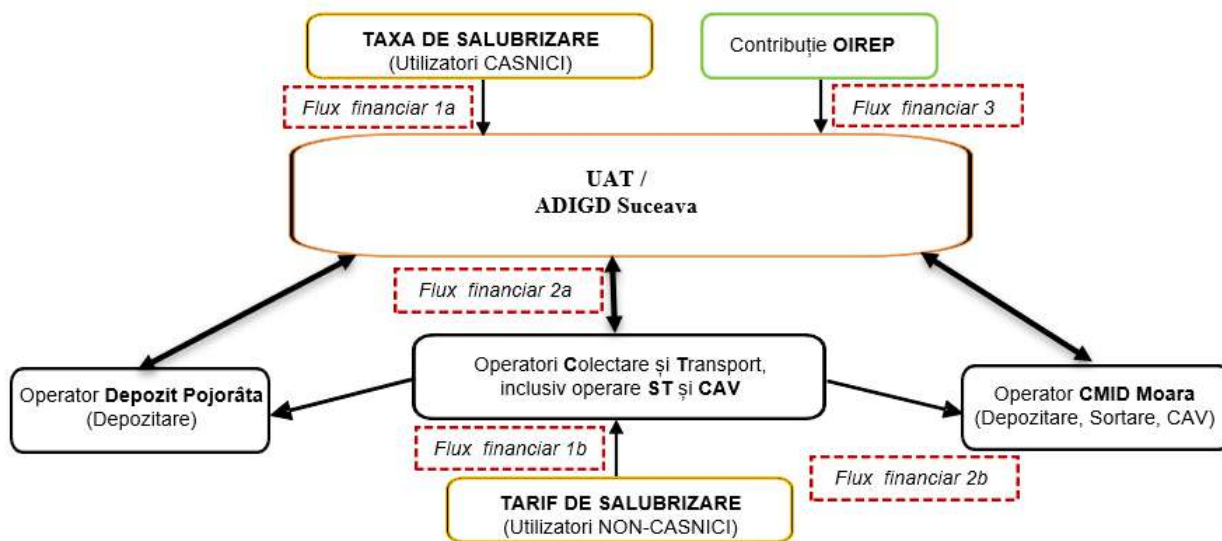 TAXA DE SALUBRIZARE
(Utilizatori CASNICI)
Contribuție OIREP
Flux financiar 1a
Flux financiar 3
UAT /
ADIGD Suceava
Flux financiar 2a
Operatori Colectare și Transport,
inclusiv operare ST și CAV
Operator Depozit Pojorâta
(Depozitare)
Operator CMID Moara
(Depozitare, Sortare, CAV)
Flux financiar 1b
Flux financiar 2b
TARIF DE SALUBRIZARE
(Utilizatori NON-CASNICI)